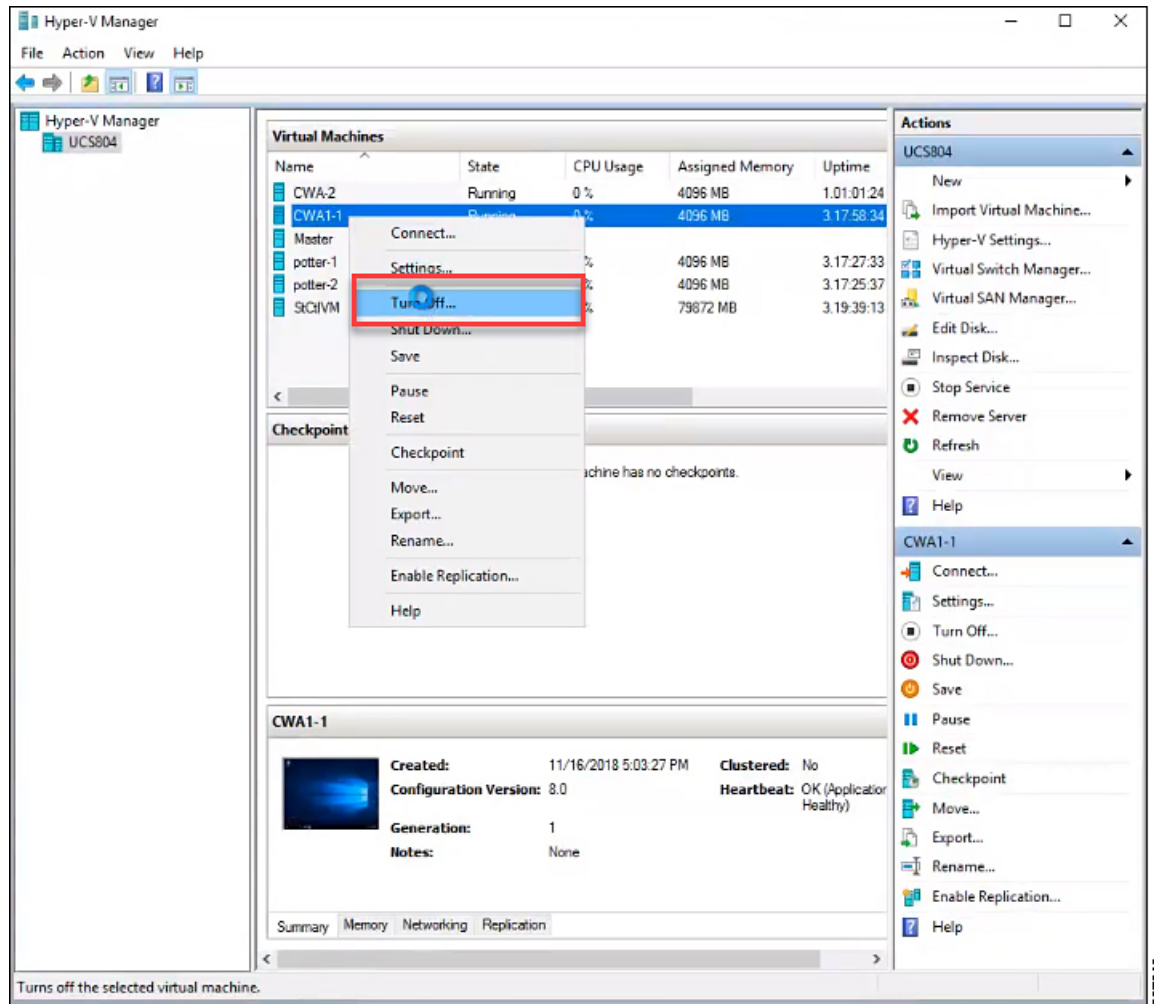 Hyper-V Manager
File Action View Help
Hyper-V Manager
UCS804
Virtual Machines
Name State CPU Usage Assigned Memory Uptime
CWA-2 Running 0 % 4096 MB 1.01:01:24
CWA1-1 Running 0 % 4096 MB 3.17:58:34
Master
potter-1 % 4096 MB 3.17:27:33
potter-2 % 4096 MB 3.17:25:37
StCtlVM % 79872 MB 3.19:39:13
Connect...
Settings...
Turn Off...
Shut Down...
Save
Pause
Reset
Checkpoint
Move...
Export...
Rename...
Enable Replication...
Help
Checkpoint
machine has no checkpoints.
CWA1-1
Created: 11/16/2018 5:03:27 PM Clustered: No
Configuration Version: 8.0 Heartbeat: OK (Application
Healthy)
Generation: 1
Notes: None
Summary Memory Networking Replication
Actions
UCS804
New
Import Virtual Machine...
Hyper-V Settings...
Virtual Switch Manager...
Virtual SAN Manager...
Edit Disk...
Inspect Disk...
Stop Service
Remove Server
Refresh
View
Help
CWA1-1
Connect...
Settings...
Turn Off...
Shut Down...
Save
Pause
Reset
Checkpoint
Move...
Export...
Rename...
Enable Replication...
Help
Turns off the selected virtual machine.